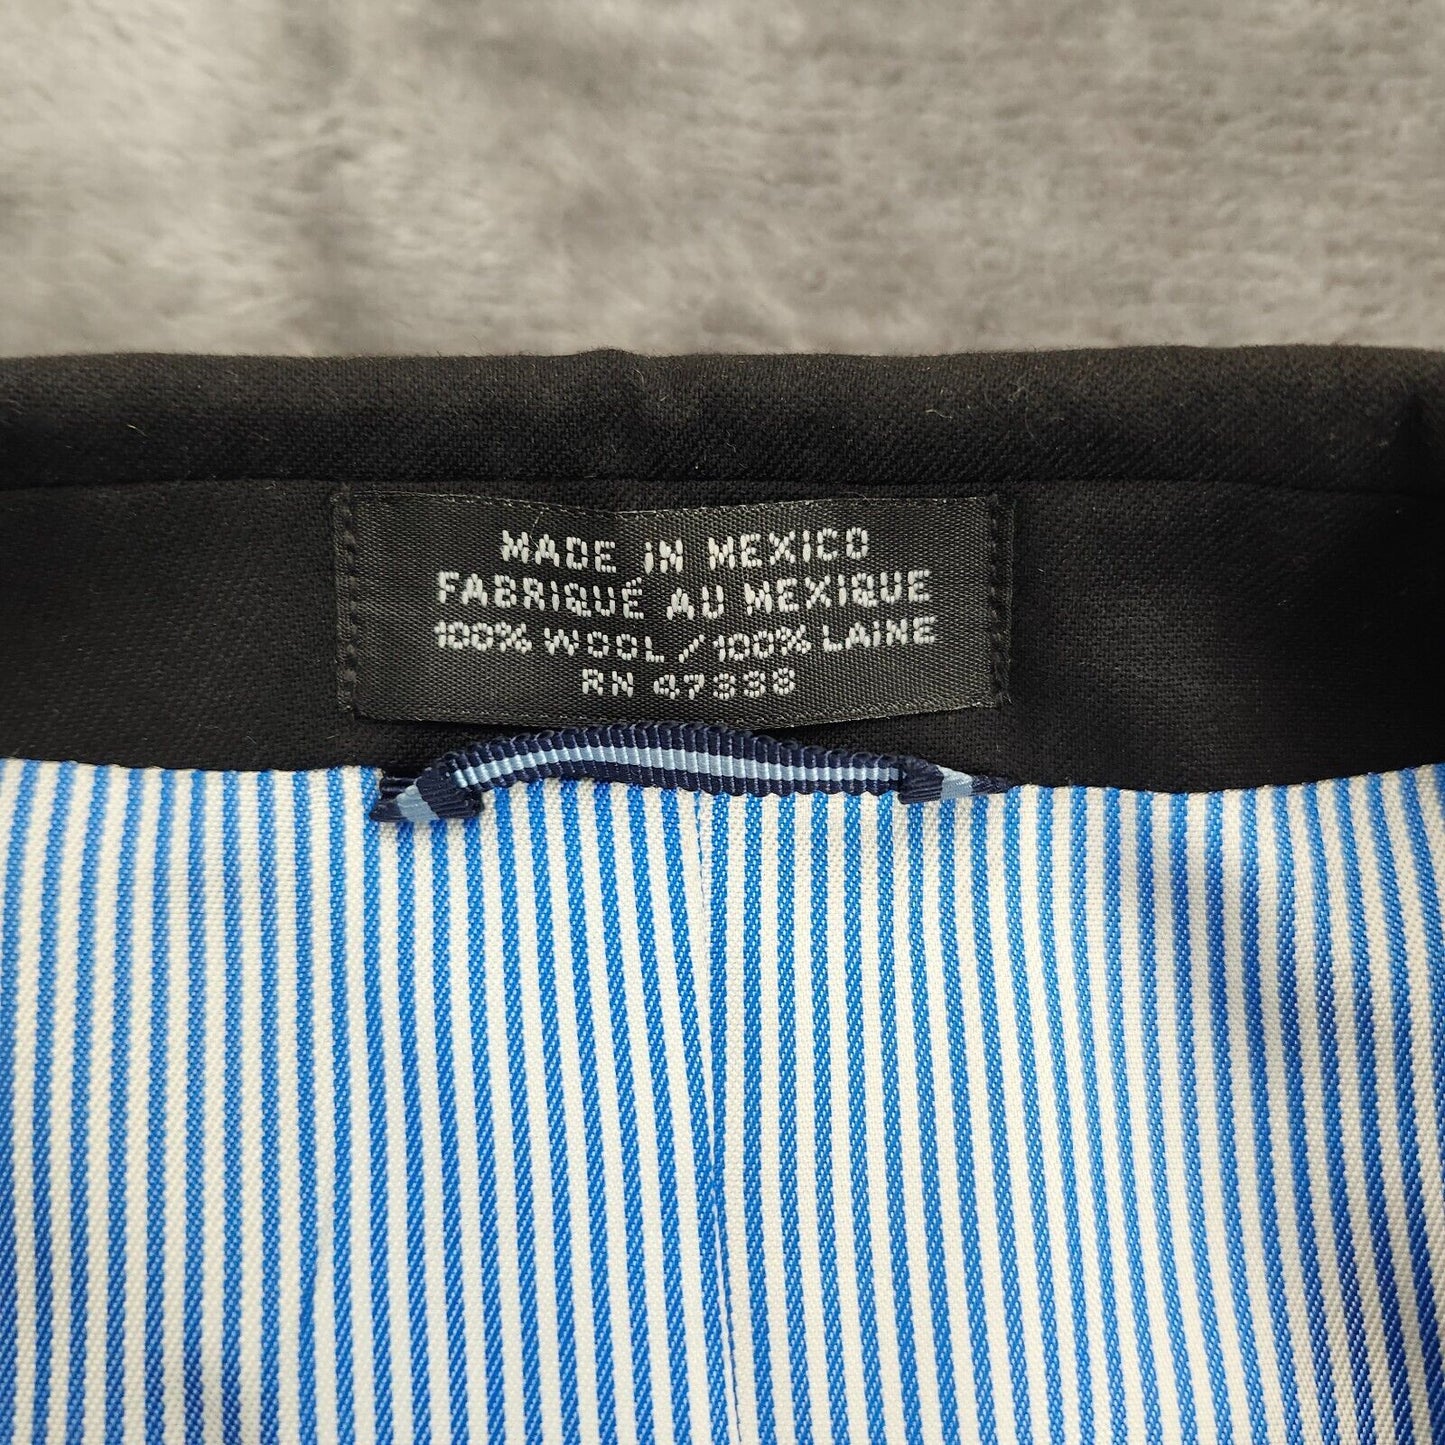 MADE IN MEXICO
FABRIQUÉ AU MEXIQUE
100% WOOL / 100% LAINE
RN 47338